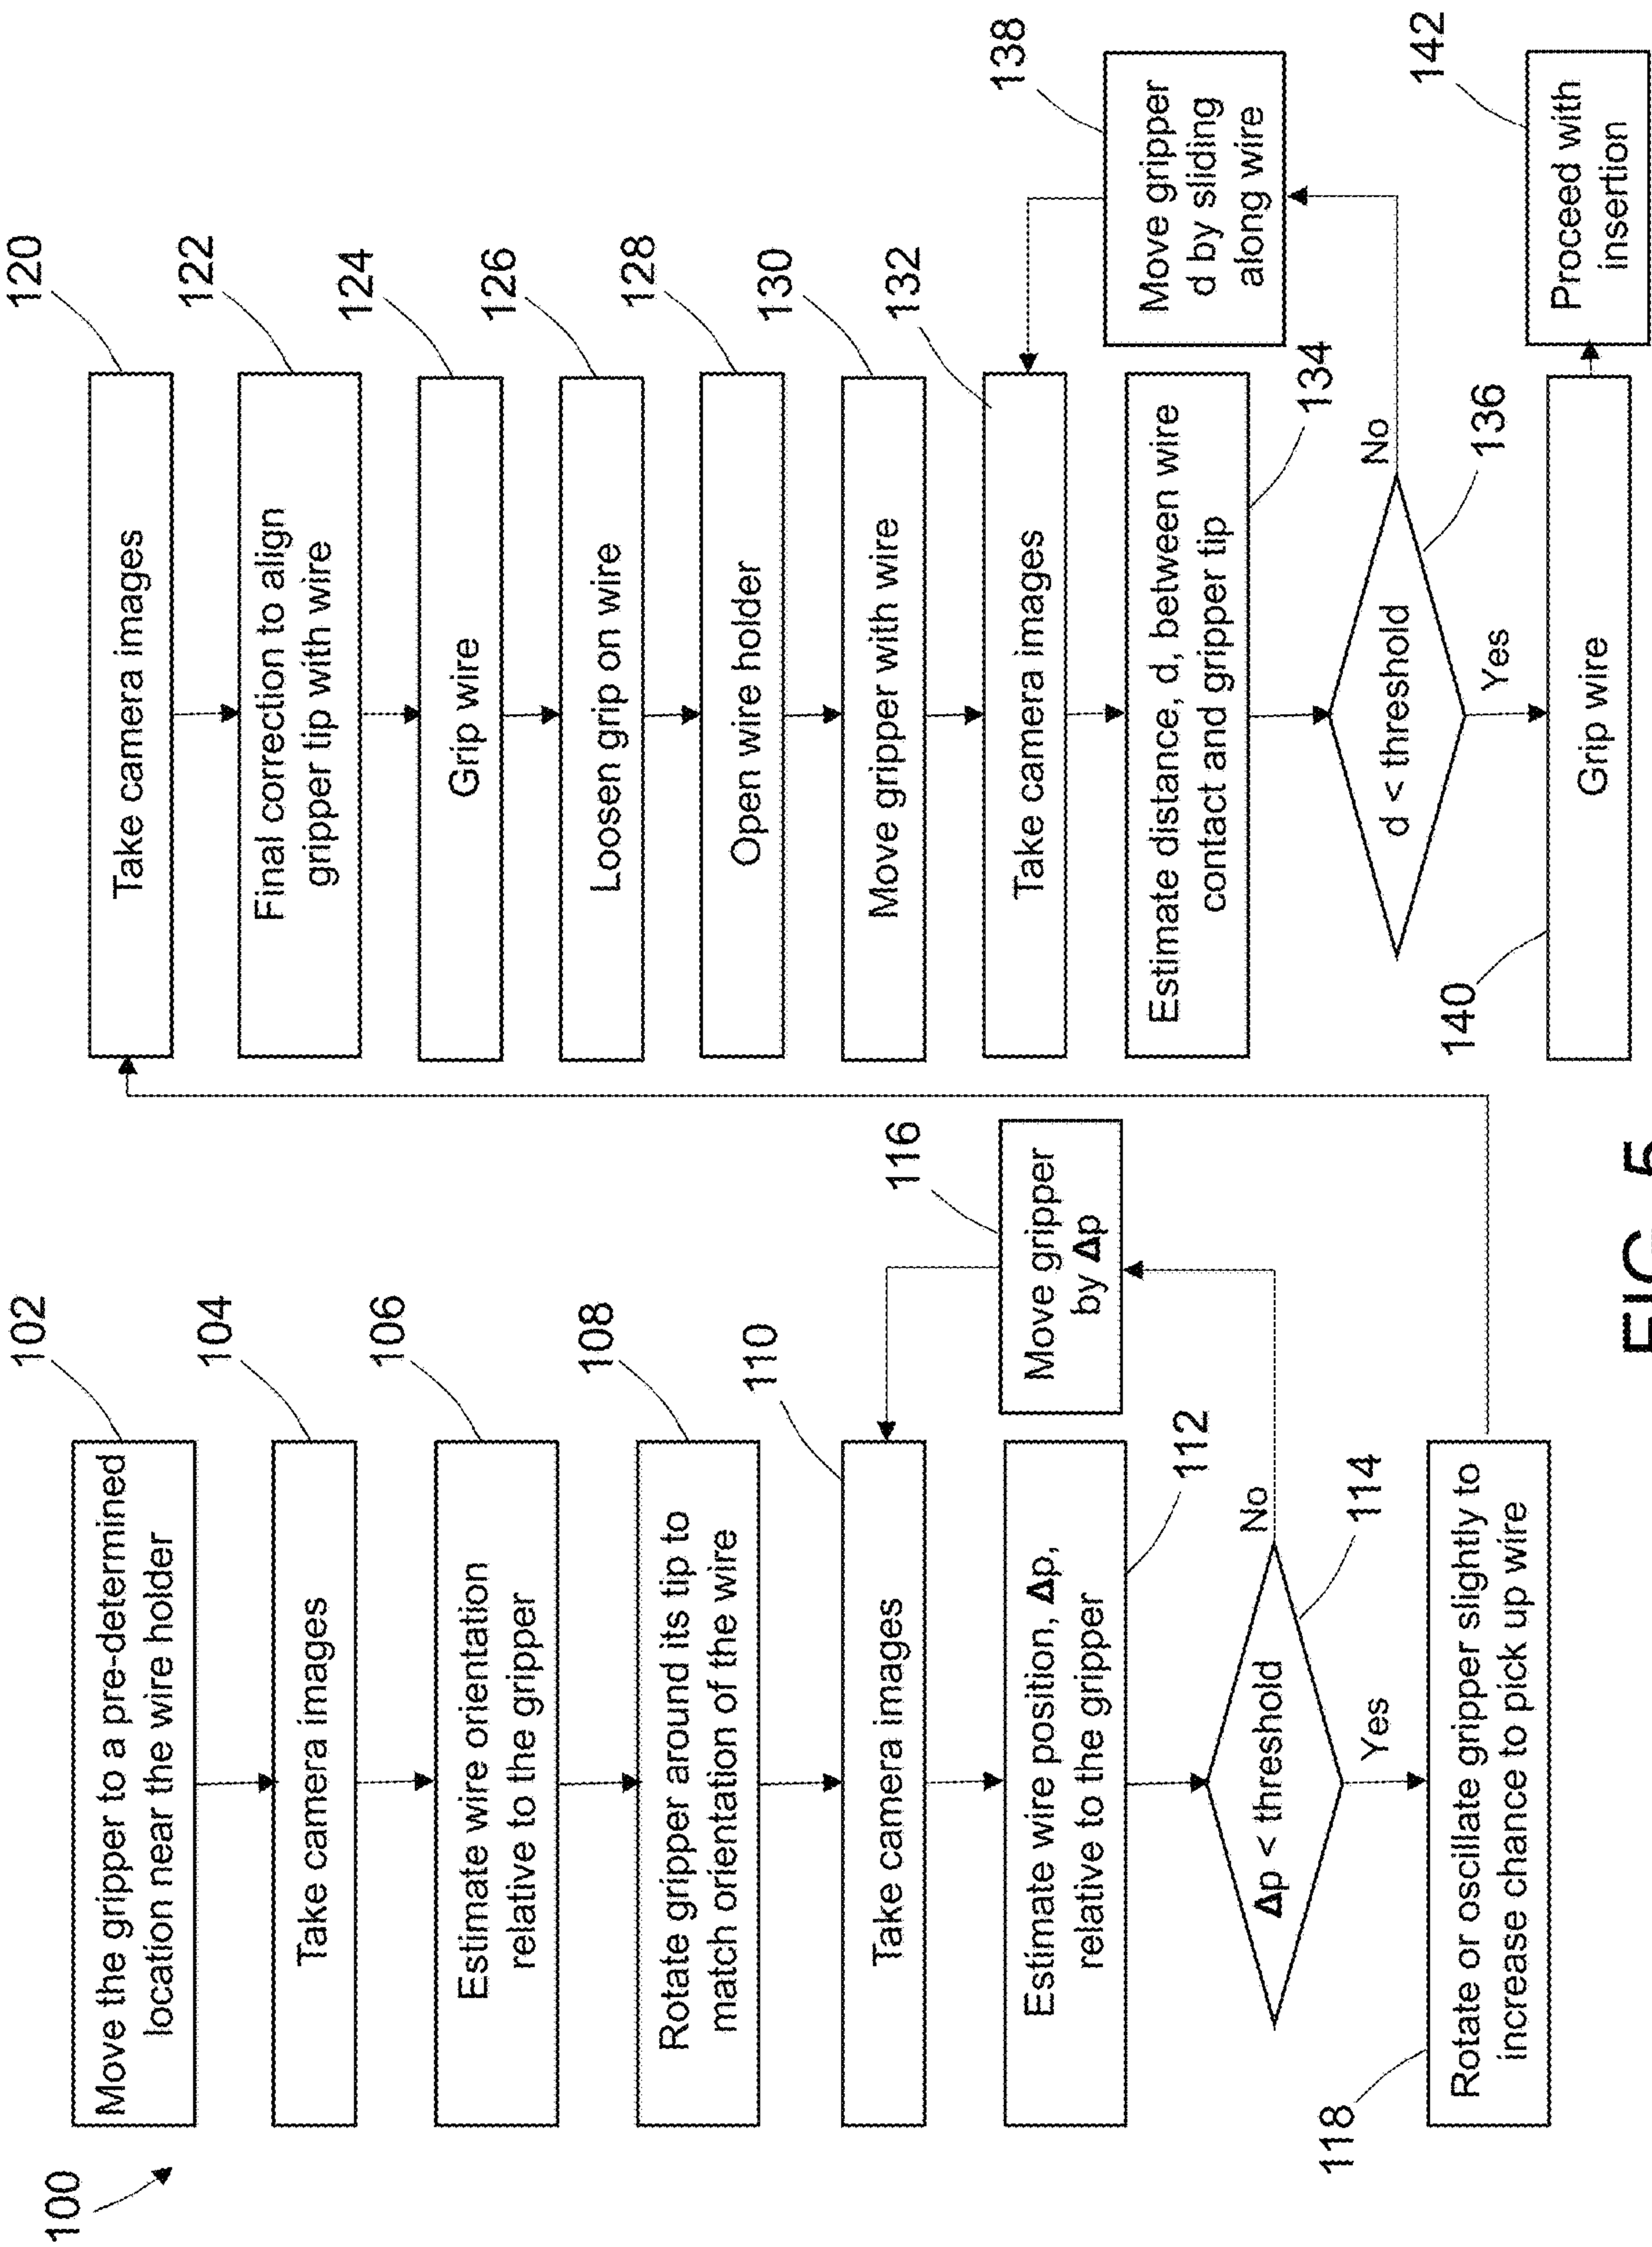 100
102
Move the gripper to a pre-determined
location near the wire holder
104
Take camera images
106
Estimate wire orientation
relative to the gripper
108
Rotate gripper around its tip to
match orientation of the wire
110
Take camera images
112
Estimate wire position, Δp,
relative to the gripper
114
Δp < threshold
No
116
Move gripper
by Δp
Yes
118
Rotate or oscillate gripper slightly to
increase chance to pick up wire
120
Take camera images
122
Final correction to align
gripper tip with wire
124
Grip wire
126
Loosen grip on wire
128
Open wire holder
130
Move gripper with wire
132
Take camera images
134
Estimate distance, d, between wire
contact and gripper tip
136
d < threshold
No
138
Move gripper
d by sliding
along wire
Yes
140
Grip wire
142
Proceed with
insertion
FIG. 5